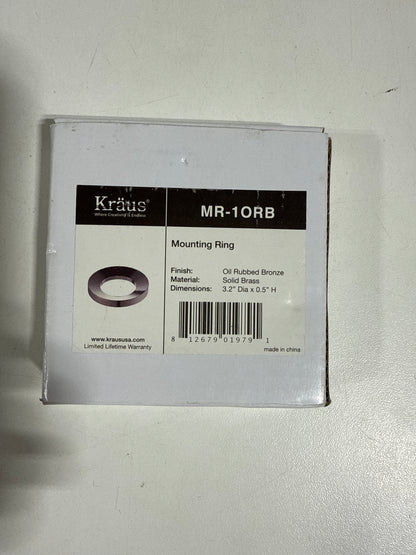 Kräus®
Where Creativity is Endless
MR-1ORB
Mounting Ring
Finish: Oil Rubbed Bronze
Material: Solid Brass
Dimensions: 3.2" Dia x 0.5" H
8 12679 01979 1
www.kraususa.com
Limited Lifetime Warranty
made in china